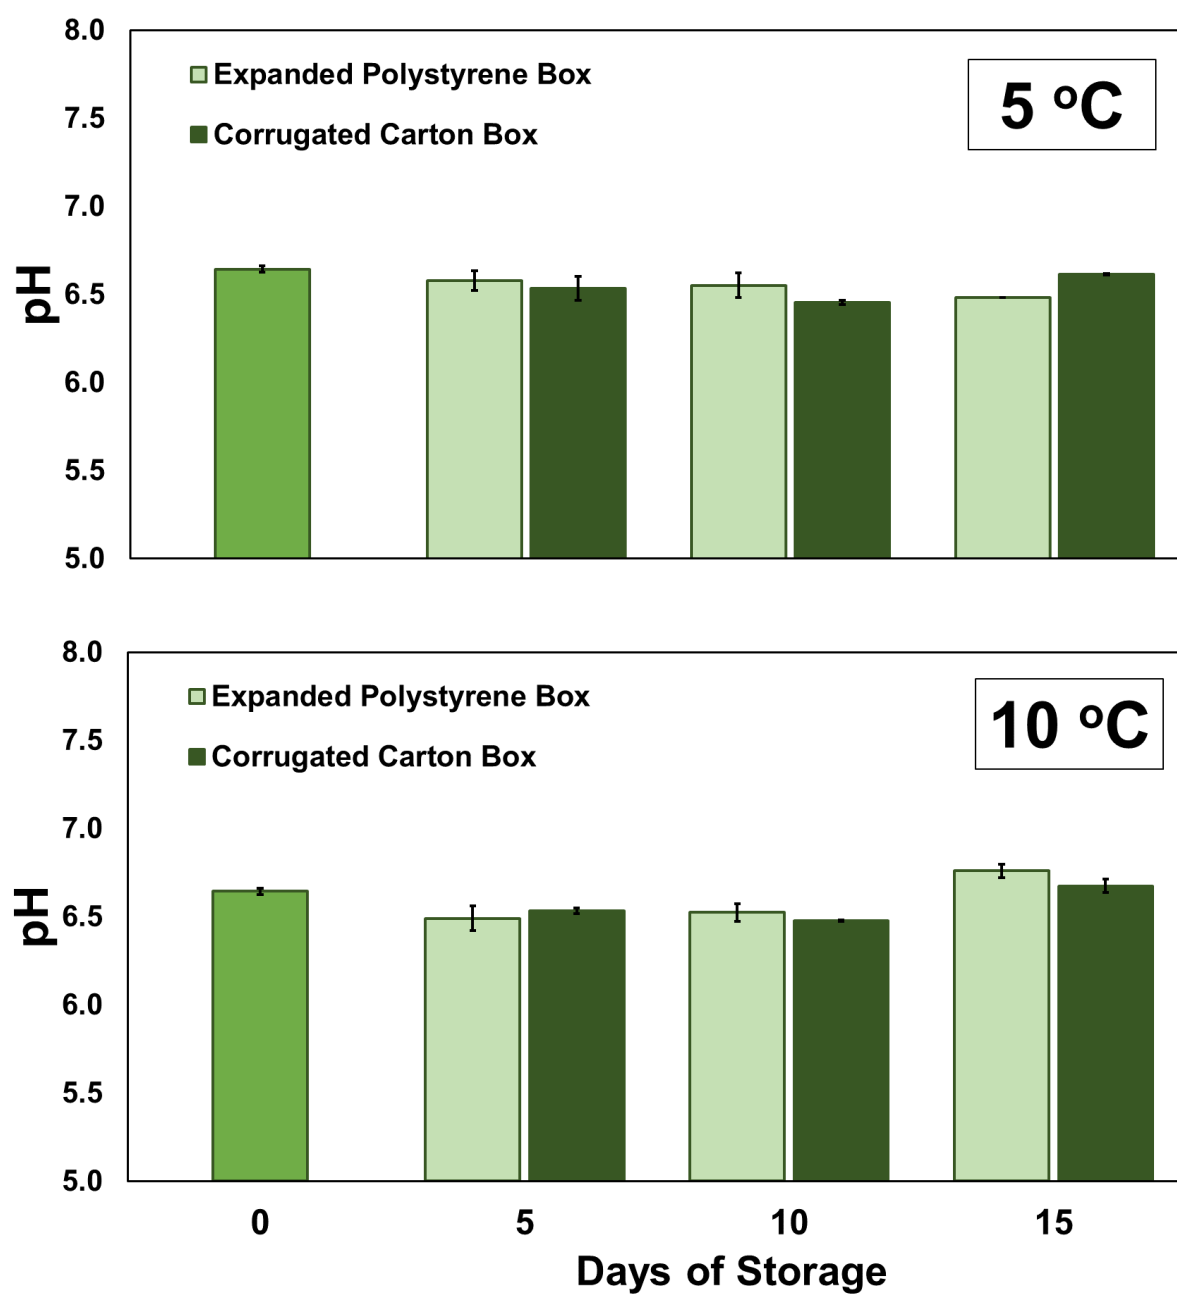 8.0
Expanded Polystyrene Box
5 °C
7.5
Corrugated Carton Box
7.0
pH
6.5
6.0
5.5
5.0
8.0
Expanded Polystyrene Box
10 °C
7.5
Corrugated Carton Box
7.0
pH
6.5
6.0
5.5
5.0
0 5 10 15
Days of Storage